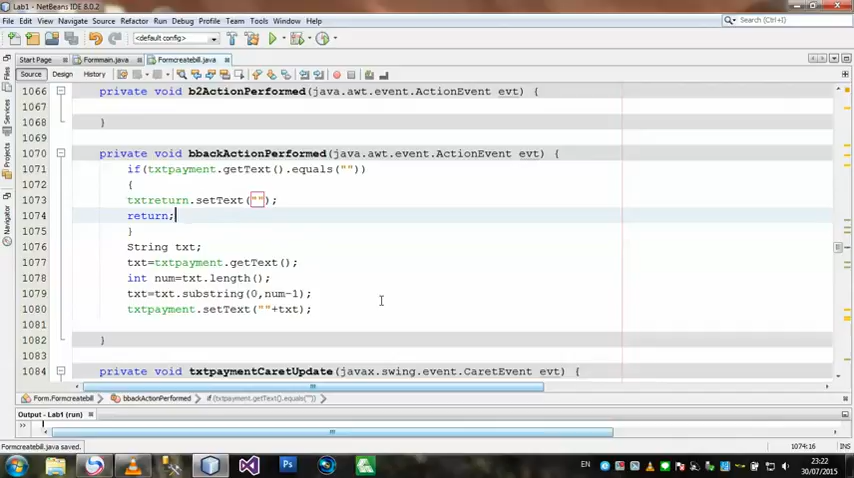 Lab1 - NetBeans IDE 8.0.2
File Edit View Navigate Source Refactor Run Debug Profile Team Tools Window Help
Search (Ctrl+I)
<default config>
Start Page
Formmain.java
Formcreatebill.java
Source Design History
Files
Services
Projects
Navigator
1066 private void b2ActionPerformed(java.awt.event.ActionEvent evt) {
1067
1068 }
1069
1070 private void bbackActionPerformed(java.awt.event.ActionEvent evt) {
1071 if(txtpayment.getText().equals(""))
1072 {
1073 txtreturn.setText("");
1074 return;
1075 }
1076 String txt;
1077 txt=txtpayment.getText();
1078 int num=txt.length();
1079 txt=txt.substring(0,num-1);
1080 txtpayment.setText(""+txt);
1081
1082 }
1083
1084 private void txtpaymentCaretUpdate(javax.swing.event.CaretEvent evt) {
Form.Formcreatebill
bbackActionPerformed
if (txtpayment.getText().equals(""))
Output - Lab1 (run)
Formcreatebill.java saved.
1074:16
INS
Ps
EN
23:22
30/07/2015